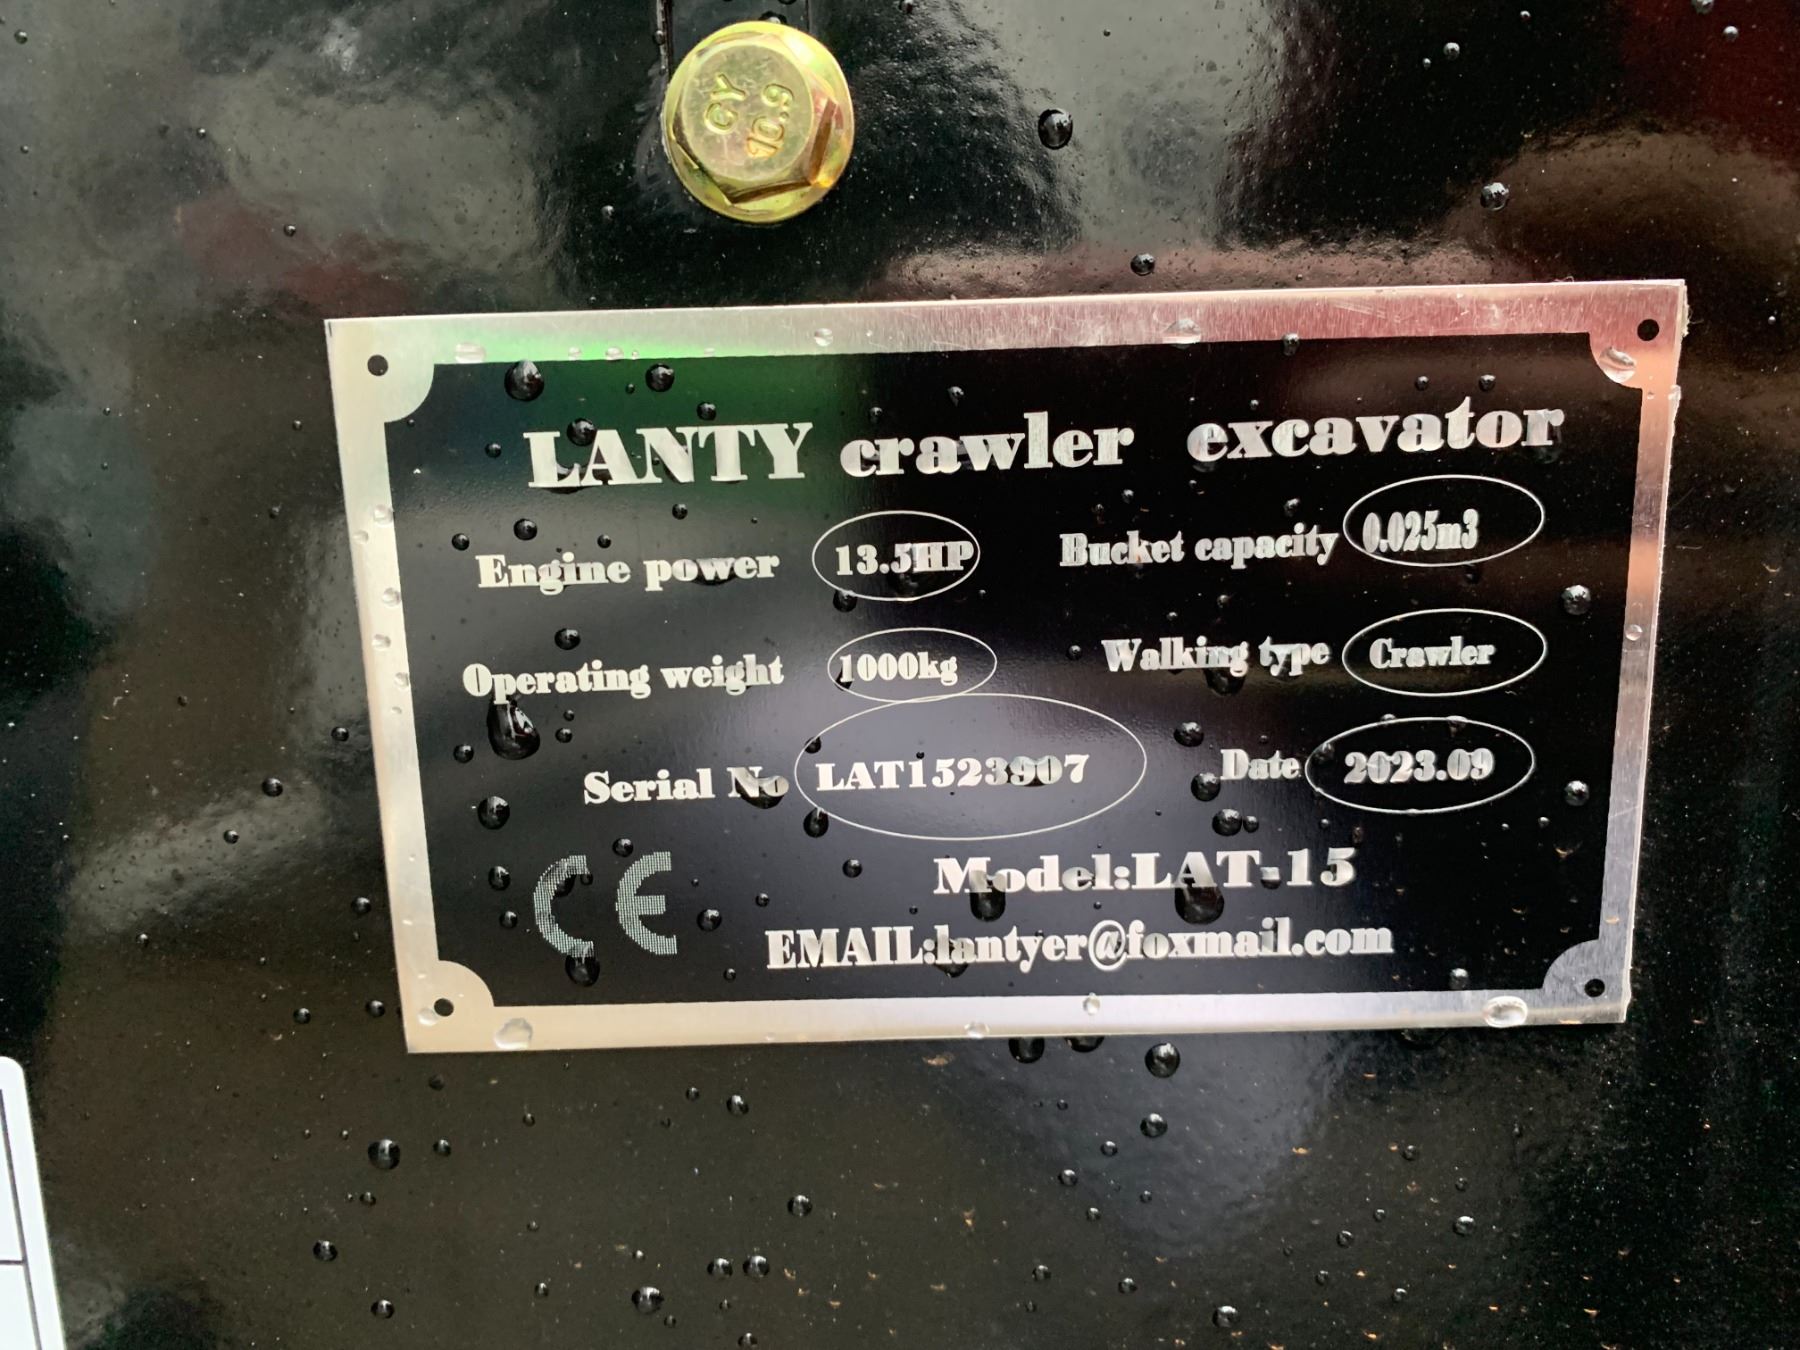 CY
10.9
LANTY crawler excavator
Engine power 13.5HP Bucket capacity 0.025m3
Operating weight 1000kg Walking type Crawler
Serial No LAT1523907 Date 2023.09
CE Model:LAT-15
EMAIL:lantyer@foxmail.com